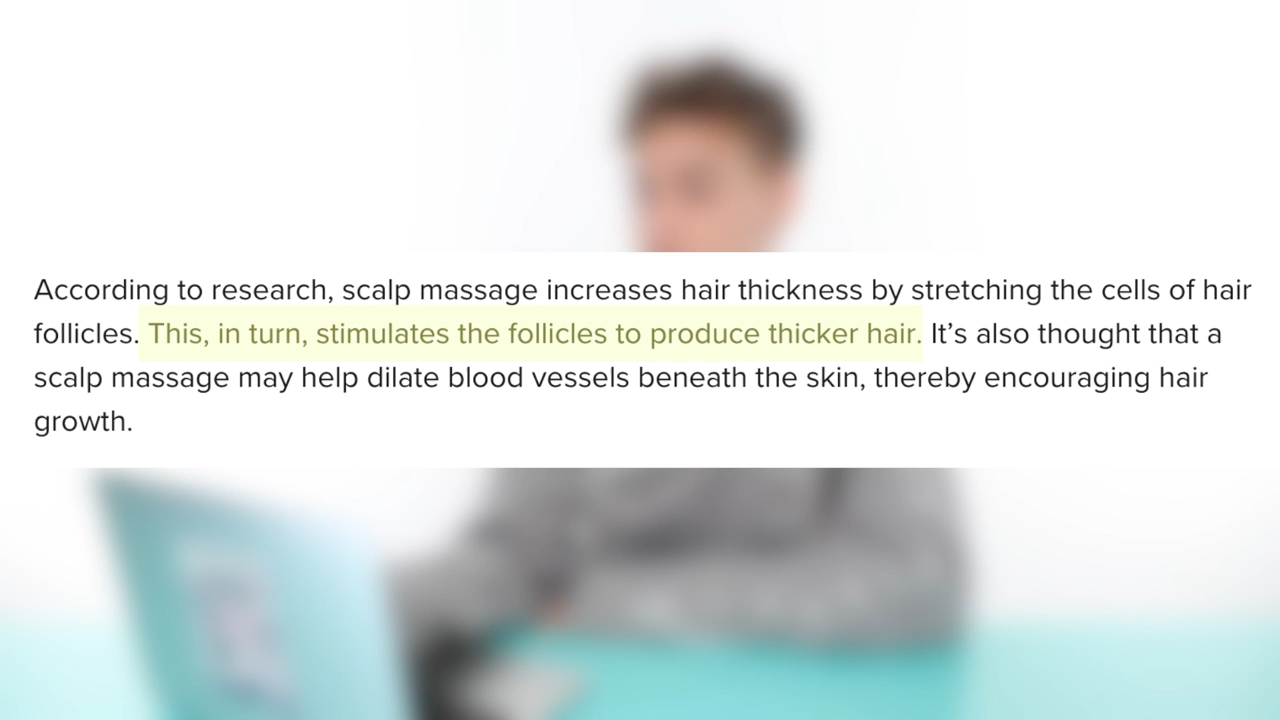 According to research, scalp massage increases hair thickness by stretching the cells of hair
follicles. This, in turn, stimulates the follicles to produce thicker hair. It’s also thought that a
scalp massage may help dilate blood vessels beneath the skin, thereby encouraging hair
growth.